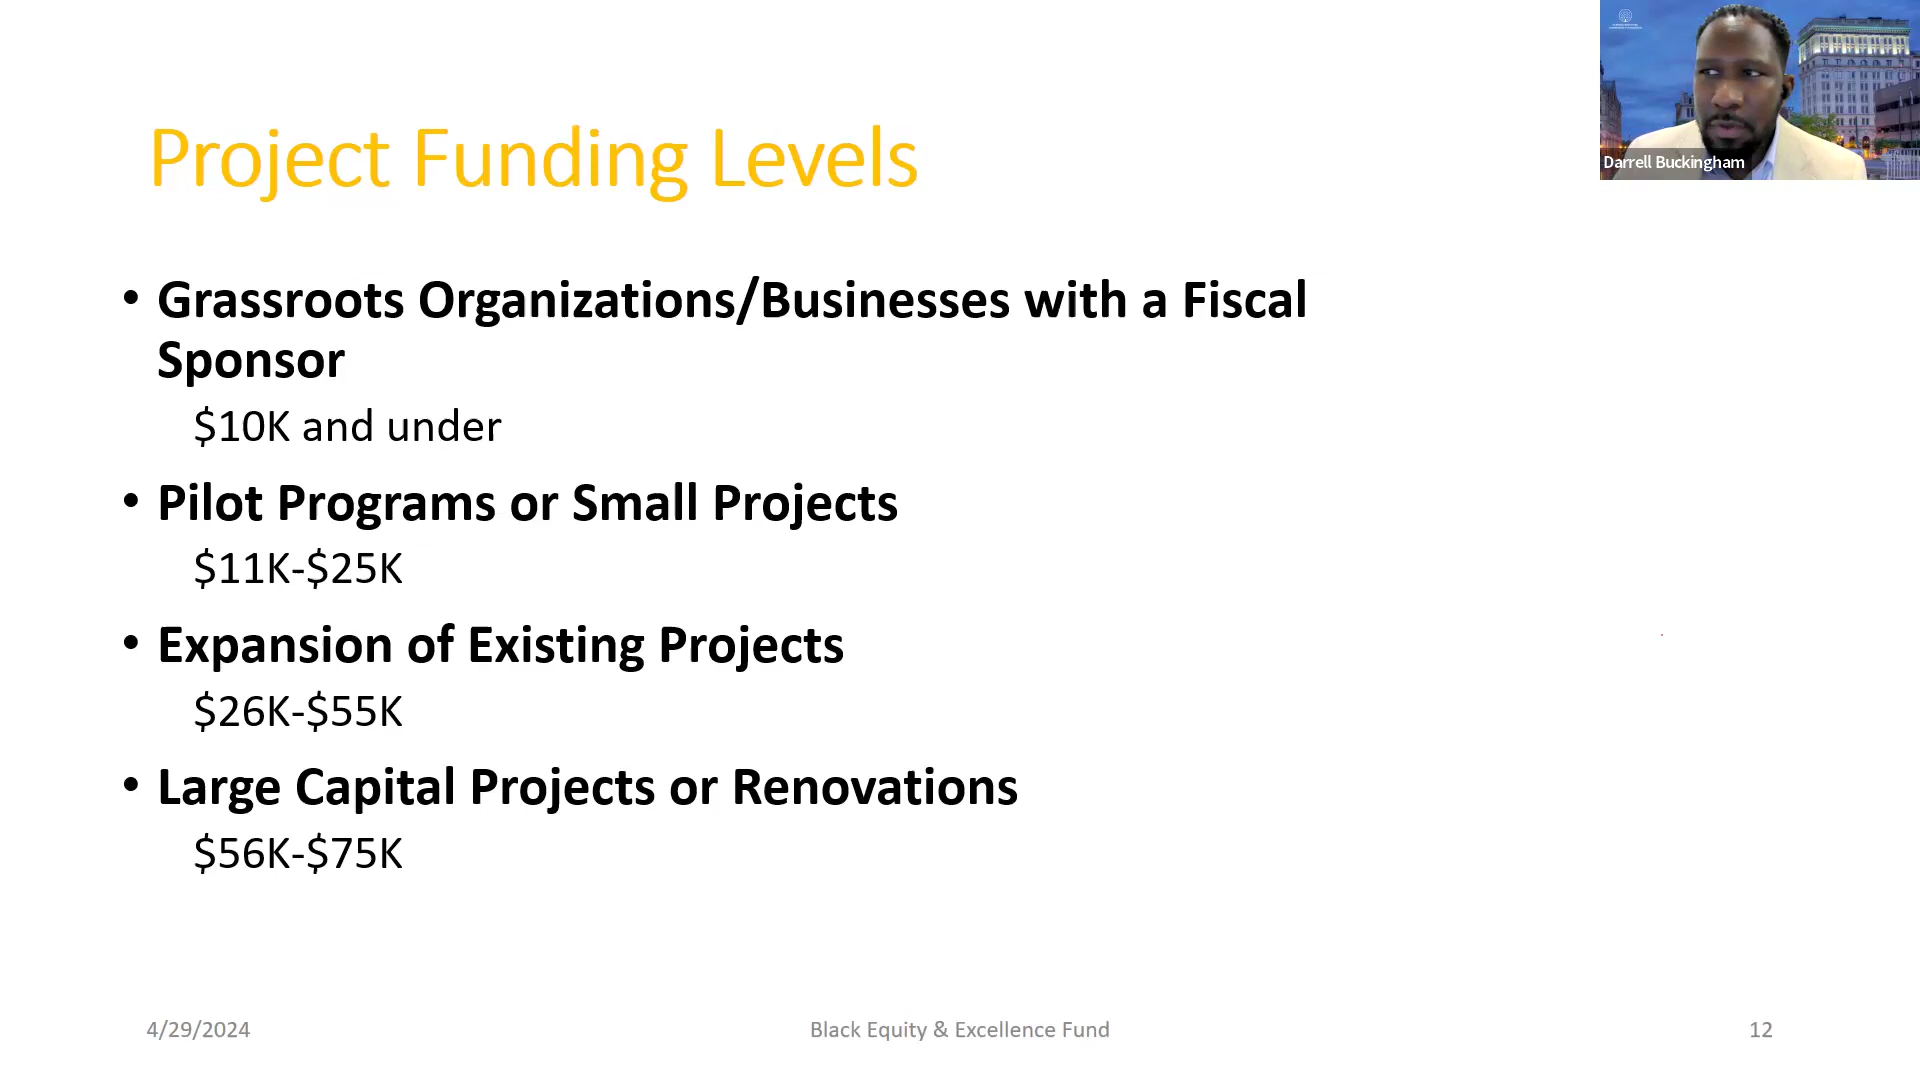 Project Funding Levels
Darrell Buckingham
• Grassroots Organizations/Businesses with a Fiscal
Sponsor
$10K and under
• Pilot Programs or Small Projects
$11K-$25K
• Expansion of Existing Projects
$26K-$55K
• Large Capital Projects or Renovations
$56K-$75K
4/29/2024
Black Equity & Excellence Fund
12